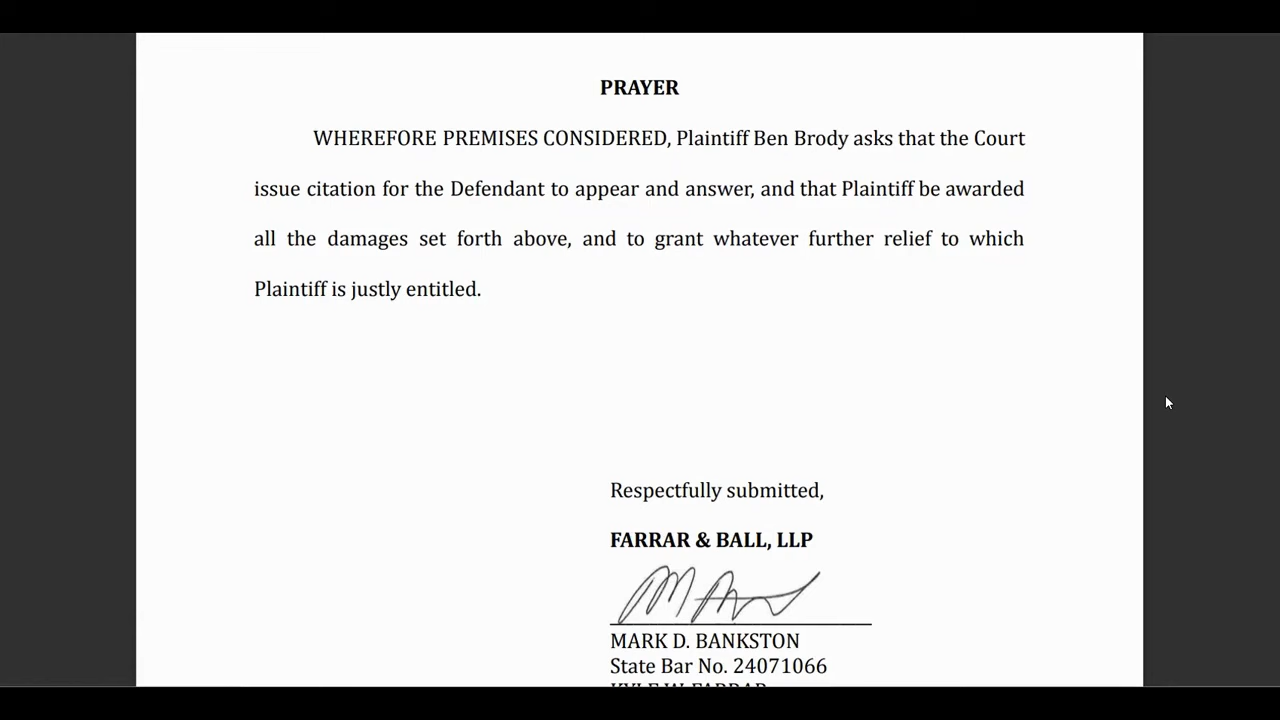 PRAYER
WHEREFORE PREMISES CONSIDERED, Plaintiff Ben Brody asks that the Court
issue citation for the Defendant to appear and answer, and that Plaintiff be awarded
all the damages set forth above, and to grant whatever further relief to which
Plaintiff is justly entitled.
Respectfully submitted,
FARRAR & BALL, LLP
MARK D. BANKSTON
State Bar No. 24071066
KYLE W. FARRAR